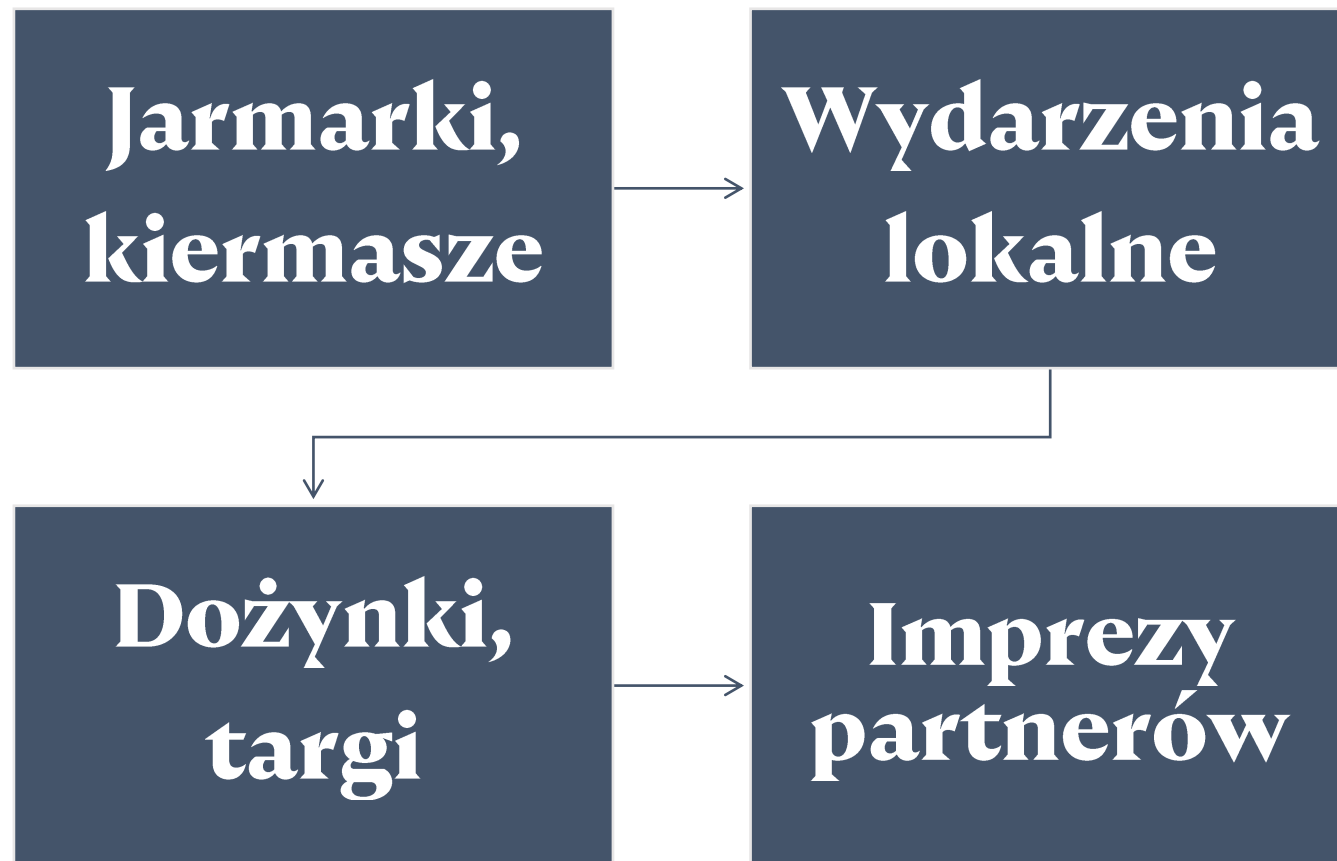 Jarmarki,
kiermasze
Wydarzenia
lokalne
Dożynki,
targi
Imprezy
partnerów